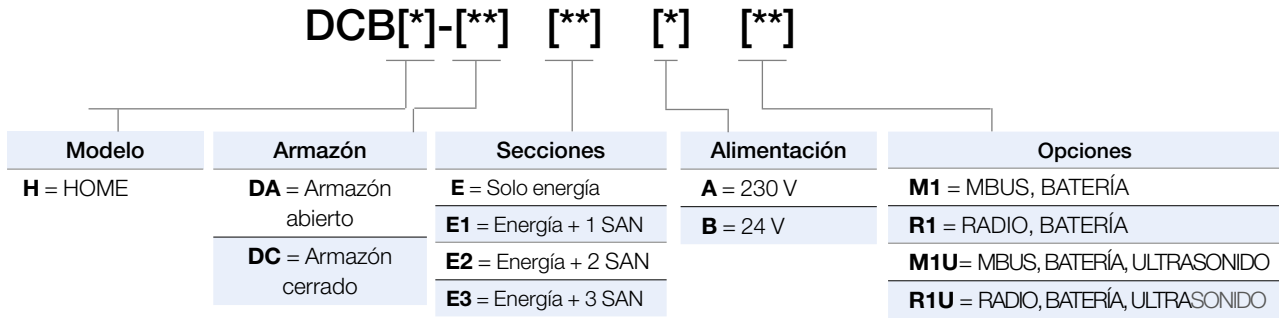 DCB[*]-[**] [**] [*] [**]
Modelo
H = HOME
Armazón
DA = Armazón
abierto
DC = Armazón
cerrado
Secciones
E = Solo energía
E1 = Energía + 1 SAN
E2 = Energía + 2 SAN
E3 = Energía + 3 SAN
Alimentación
A = 230 V
B = 24 V
Opciones
M1 = MBUS, BATERÍA
R1 = RADIO, BATERÍA
M1U= MBUS, BATERÍA, ULTRASONIDO
R1U = RADIO, BATERÍA, ULTRASONIDO